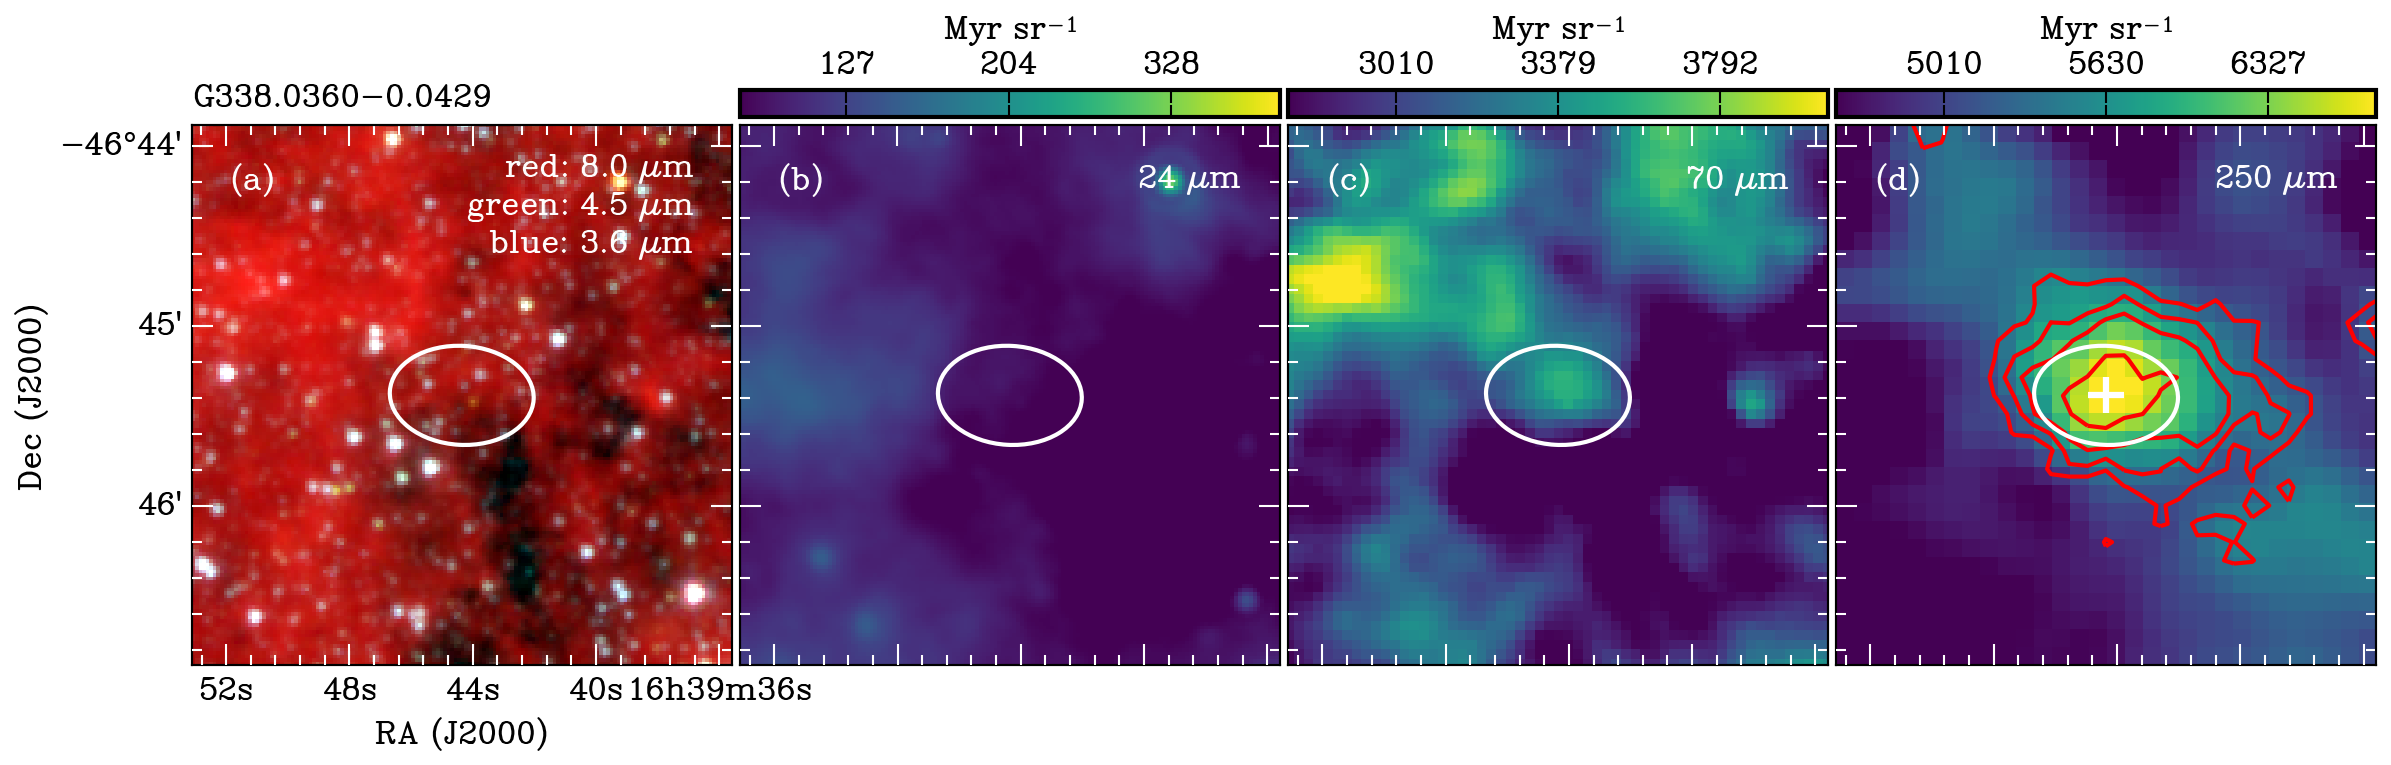 Myr sr⁻¹
127 204 328
Myr sr⁻¹
3010 3379 3792
Myr sr⁻¹
5010 5630 6327
G338.0360−0.0429
(a)
red: 8.0 μm
green: 4.5 μm
blue: 3.6 μm
(b)
24 μm
(c)
70 μm
(d)
250 μm
−46°44'
45'
46'
Dec (J2000)
52s 48s 44s 40s 16h39m36s
RA (J2000)